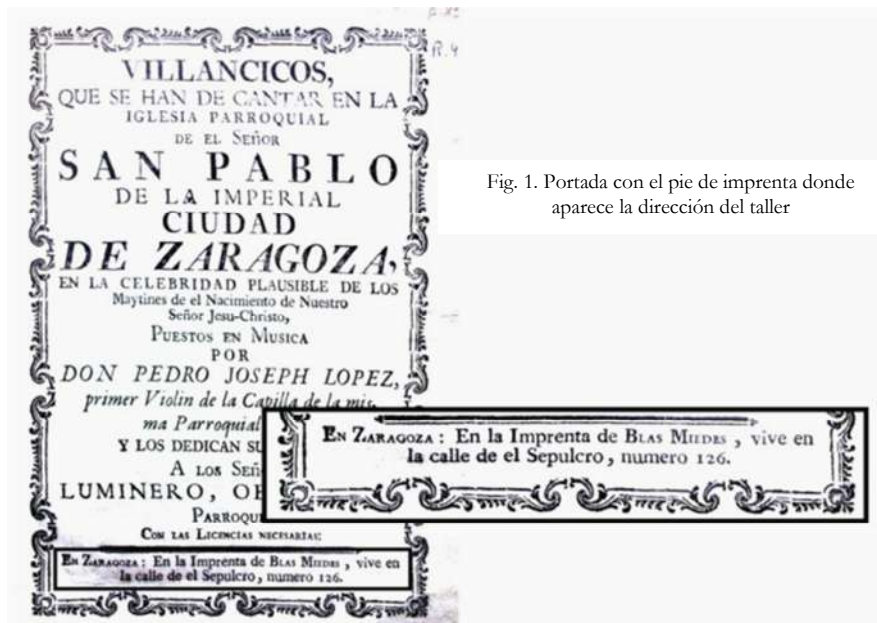 R.4
VILLANCICOS,
QUE SE HAN DE CANTAR EN LA
IGLESIA PARROQUIAL
DE EL SEÑOR
SAN PABLO
DE LA IMPERIAL
CIUDAD
DE ZARAGOZA,
EN LA CELEBRIDAD PLAUSIBLE DE LOS
Maytines de el Nacimiento de Nuestro
Señor Jesu-Christo,
PUESTOS EN MUSICA
POR
DON PEDRO JOSEPH LOPEZ,
primer Violin de la Capilla de la mis-
ma Parroquial
Y LOS DEDICAN SU
A LOS SEÑ
LUMINERO, OB
PARROQU
CON LAS LICENCIAS NECESARIAS:
EN ZARAGOZA: En la Imprenta de BLAS MIEDES, vive en
la calle de el Sepulcro, numero 126.
Fig. 1. Portada con el pie de imprenta donde
aparece la dirección del taller
EN ZARAGOZA: En la Imprenta de BLAS MIEDES, vive en
la calle de el Sepulcro, numero 126.